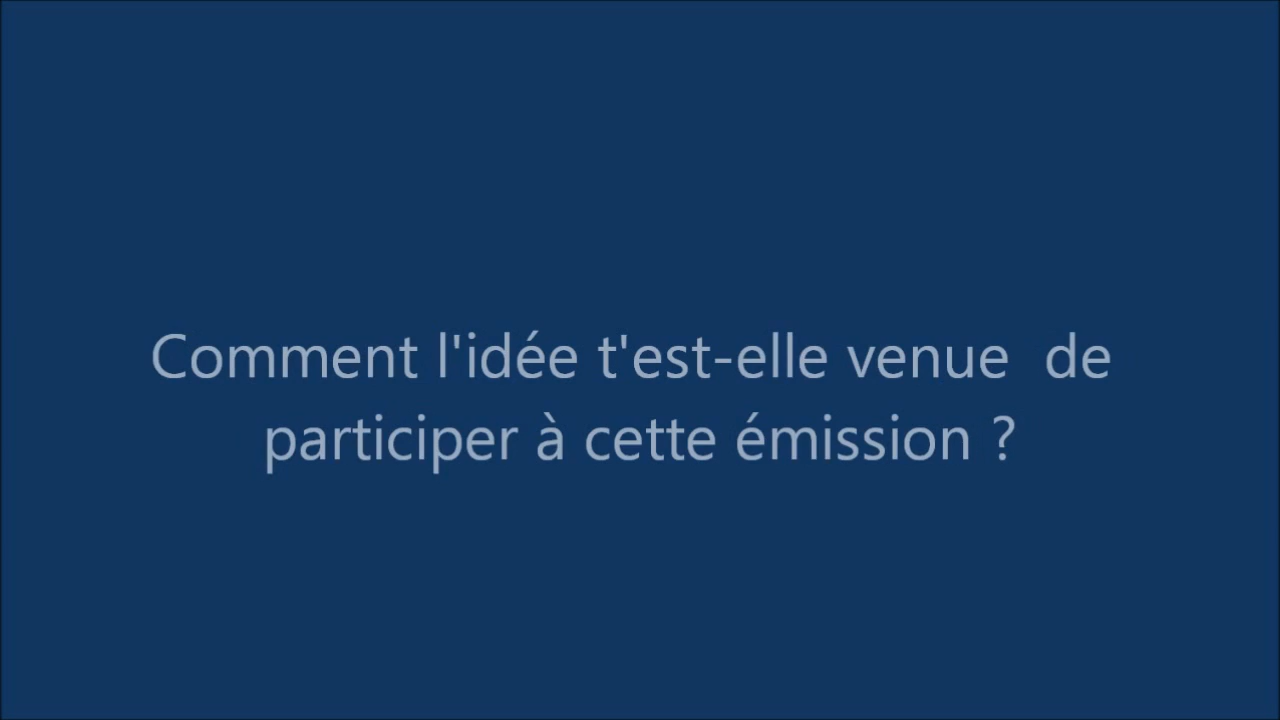 Comment l'idée t'est-elle venue  de
participer à cette émission ?